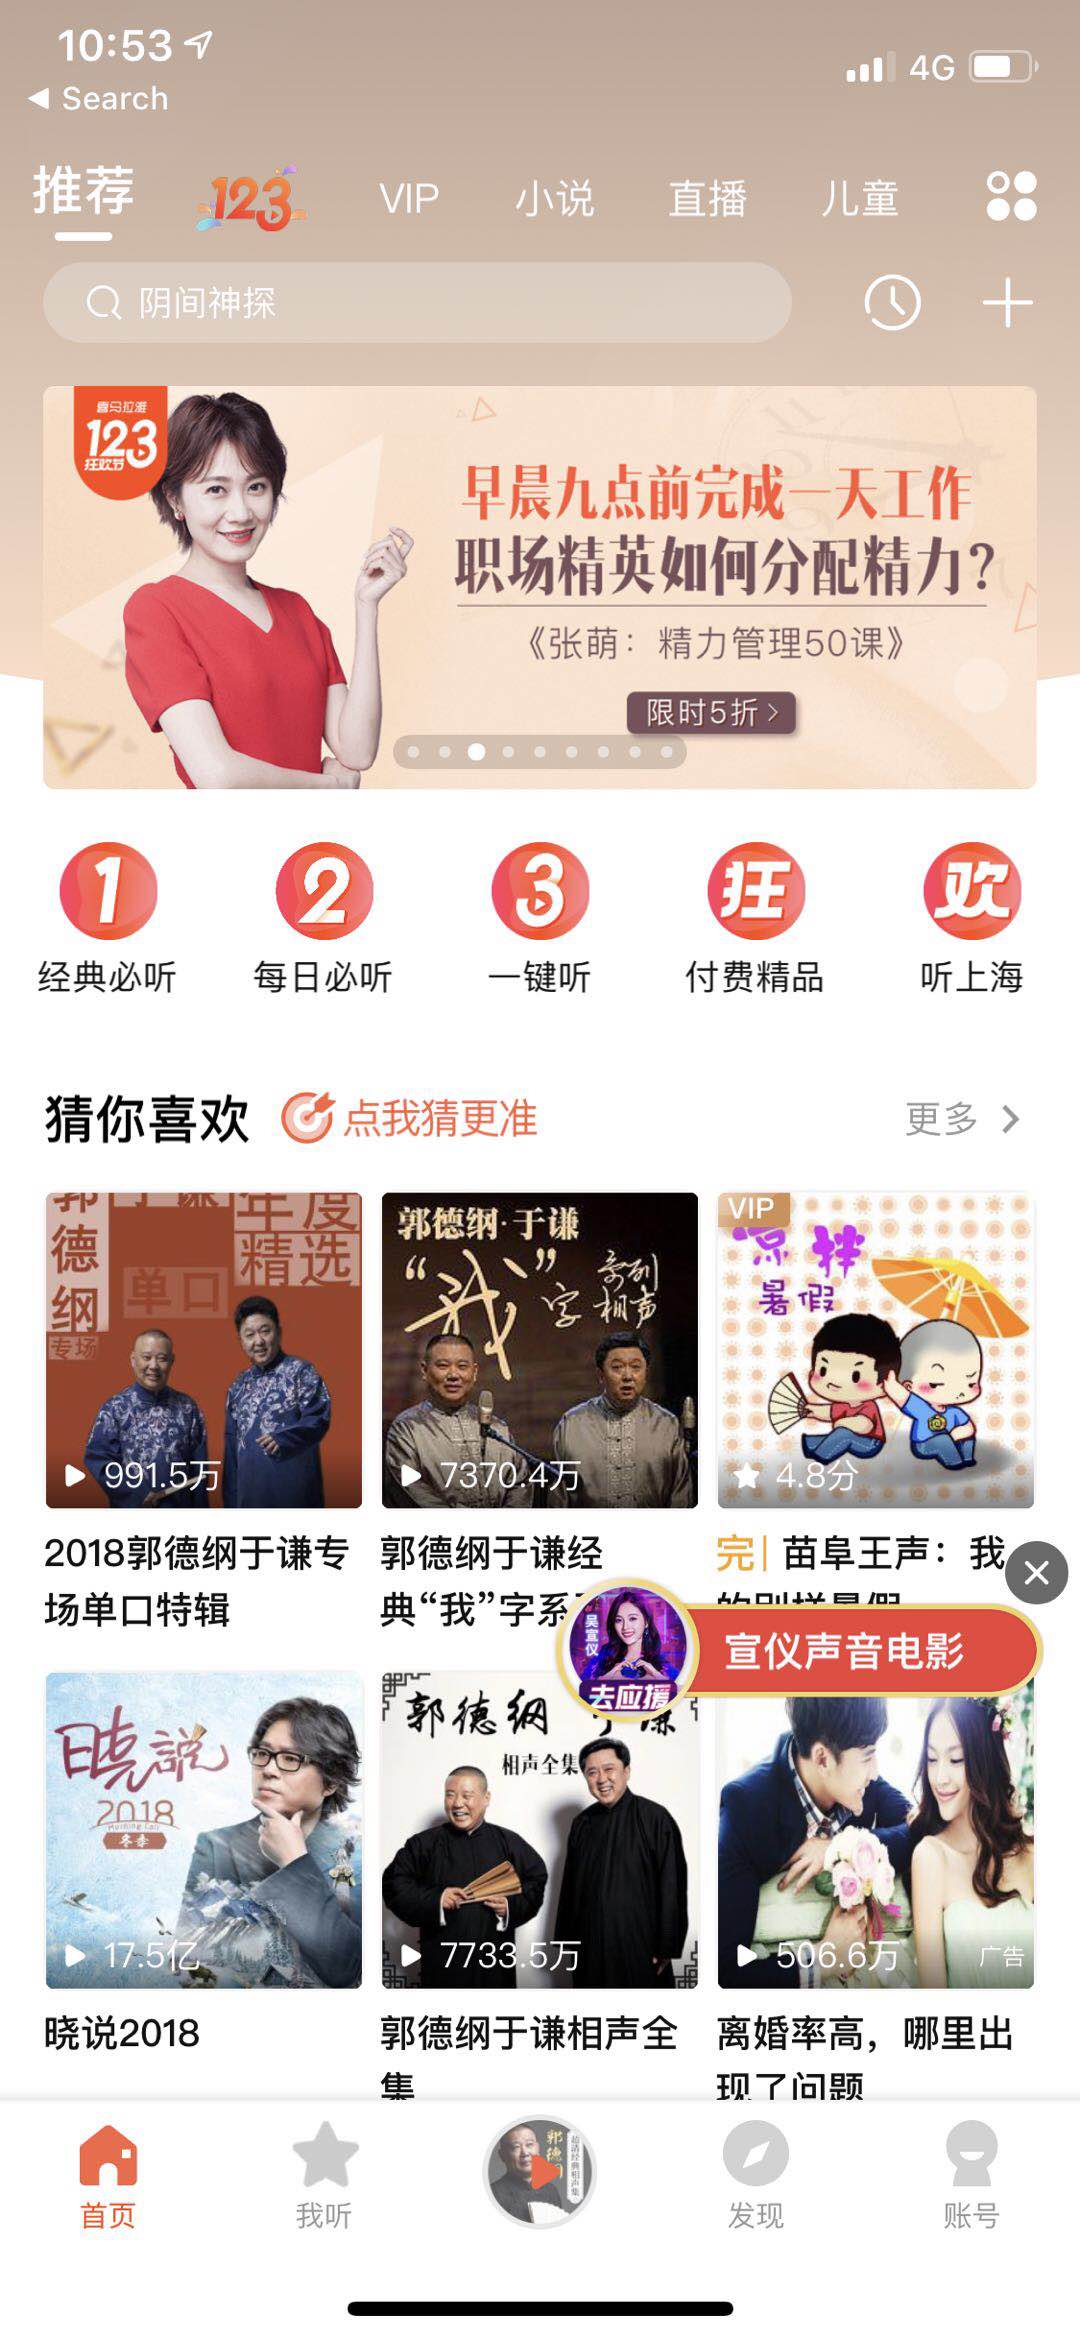 10:53
4G
Search
推荐
123
VIP
小说
直播
儿童
阴间神探
喜马拉雅
123
狂欢节
早晨九点前完成一天工作
职场精英如何分配精力？
《张萌：精力管理50课》
限时5折
1
2
3
狂
欢
经典必听
每日必听
一键听
付费精品
听上海
猜你喜欢
点我猜更准
更多
郭德纲
专场
单口
年度
精选
991.5万
郭德纲·于谦
“我”字
系列
相声
7370.4万
VIP
凉拌
暑假
4.8分
2018郭德纲于谦专
场单口特辑
郭德纲于谦经
典“我”字系
完| 苗阜王声：我
的别样暑假
吴宣仪
去应援
宣仪声音电影
晓说
2018
Morning Call
冬季
17.5亿
郭德纲 于谦
相声全集
7733.5万
506.6万
广告
晓说2018
郭德纲于谦相声全
集
离婚率高，哪里出
现了问题
首页
我听
郭德纲
超清经典相声集
发现
账号